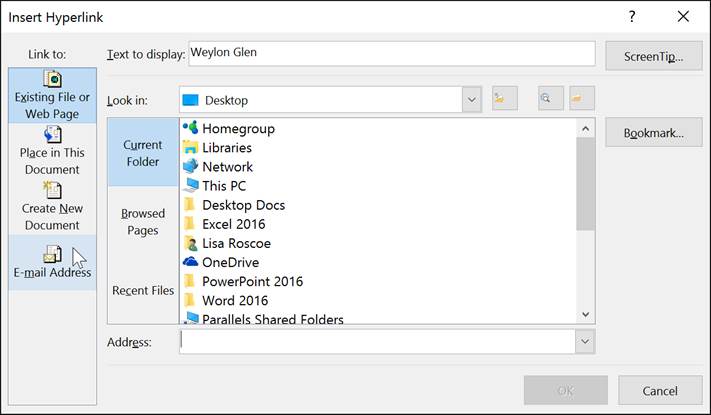 Insert Hyperlink
?
Link to:
Text to display:
Weylon Glen
ScreenTip...
Existing File or
Web Page
Look in:
Desktop
Place in This
Document
Create New
Document
E-mail Address
Current
Folder
Browsed
Pages
Recent Files
Homegroup
Libraries
Network
This PC
Desktop Docs
Excel 2016
Lisa Roscoe
OneDrive
PowerPoint 2016
Word 2016
Parallels Shared Folders
Bookmark...
Address:
OK
Cancel